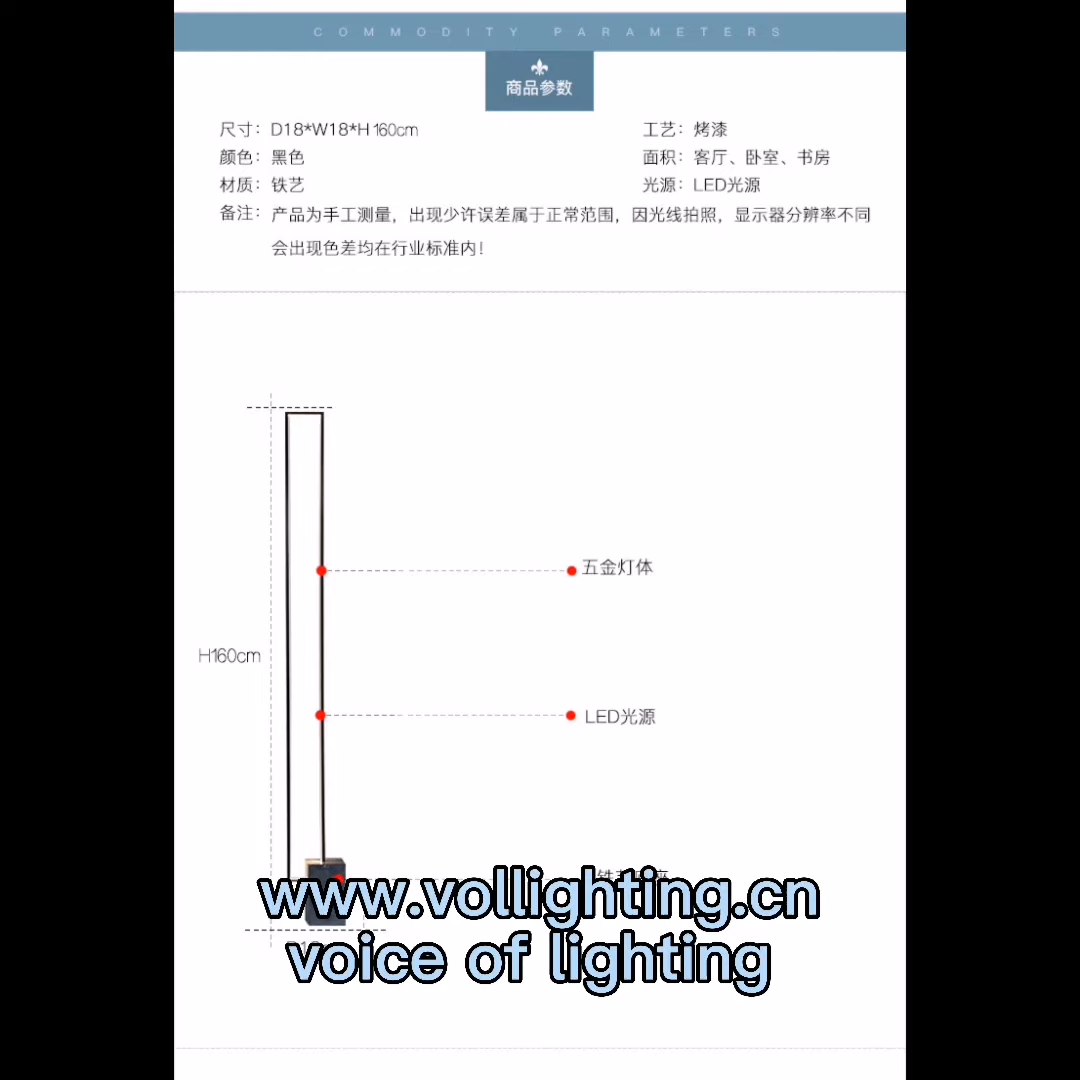 COMMODITY PARAMETERS
商品参数
尺寸：D18*W18*H160cm
工艺：烤漆
颜色：黑色
面积：客厅、卧室、书房
材质：铁艺
光源：LED光源
备注：产品为手工测量，出现少许误差属于正常范围，因光线拍照，显示器分辨率不同
会出现色差均在行业标准内！
五金灯体
H160cm
LED光源
www.vollighting.cn
voice of lighting